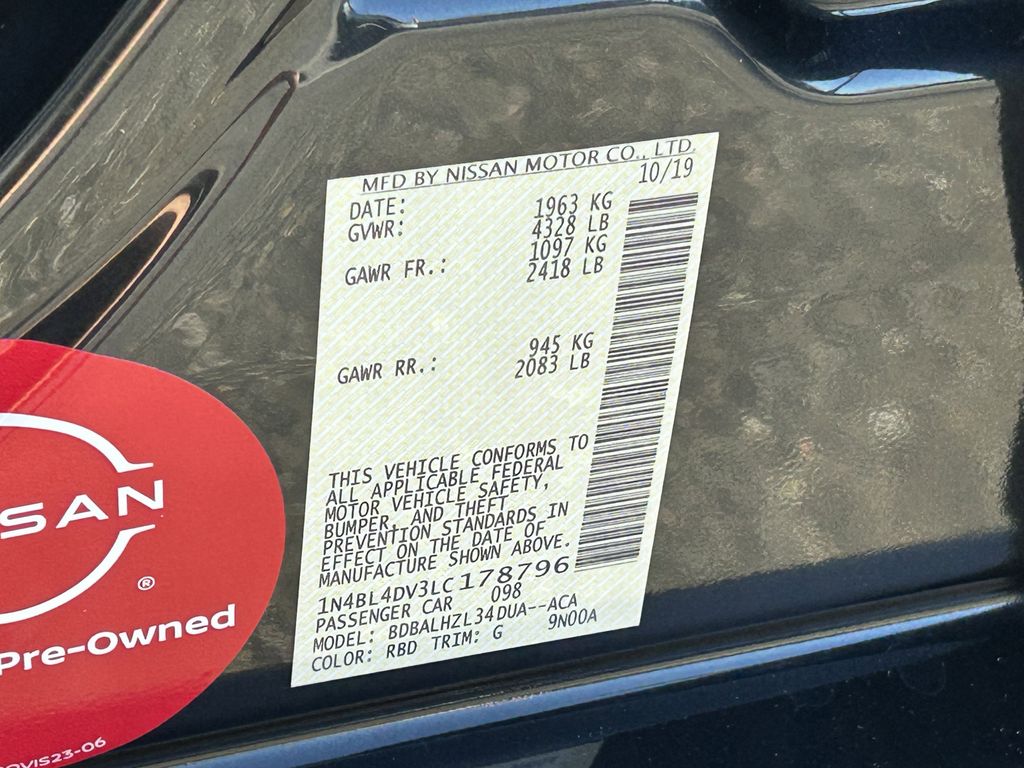 MFD BY NISSAN MOTOR CO., LTD.
DATE: 10/19
GVWR: 1963 KG
4328 LB
GAWR FR.: 1097 KG
2418 LB
GAWR RR.: 945 KG
2083 LB
THIS VEHICLE CONFORMS TO
ALL APPLICABLE FEDERAL
MOTOR VEHICLE SAFETY,
BUMPER, AND THEFT
PREVENTION STANDARDS IN
EFFECT ON THE DATE OF
MANUFACTURE SHOWN ABOVE.
1N4BL4DV3LC178796
PASSENGER CAR 098
MODEL: BDBALHZL34DUA--ACA
COLOR: RBD TRIM: G 9N00A
SSAN
®
Pre-Owned